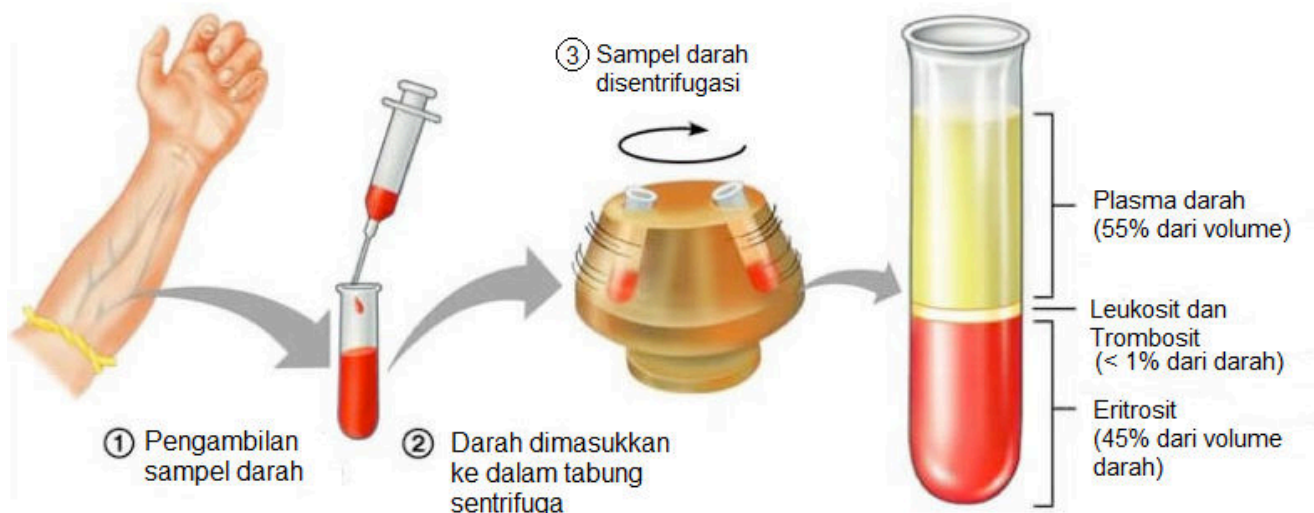 ① Pengambilan
sampel darah
② Darah dimasukkan
ke dalam tabung
sentrifuga
③ Sampel darah
disentrifugasi
Plasma darah
(55% dari volume)
Leukosit dan
Trombosit
(< 1% dari darah)
Eritrosit
(45% dari volume
darah)